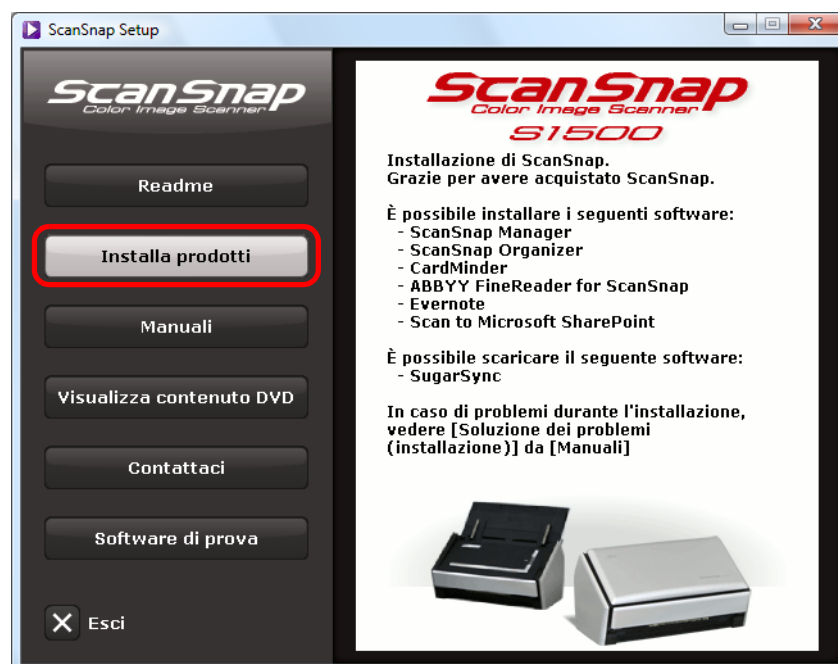 ScanSnap Setup
ScanSnap
Color Image Scanner
Readme
Installa prodotti
Manuali
Visualizza contenuto DVD
Contattaci
Software di prova
Esci
ScanSnap
Color Image Scanner
S1500
Installazione di ScanSnap.
Grazie per avere acquistato ScanSnap.
È possibile installare i seguenti software:
- ScanSnap Manager
- ScanSnap Organizer
- CardMinder
- ABBYY FineReader for ScanSnap
- Evernote
- Scan to Microsoft SharePoint
È possibile scaricare il seguente software:
- SugarSync
In caso di problemi durante l'installazione,
vedere [Soluzione dei problemi
(installazione)] da [Manuali]